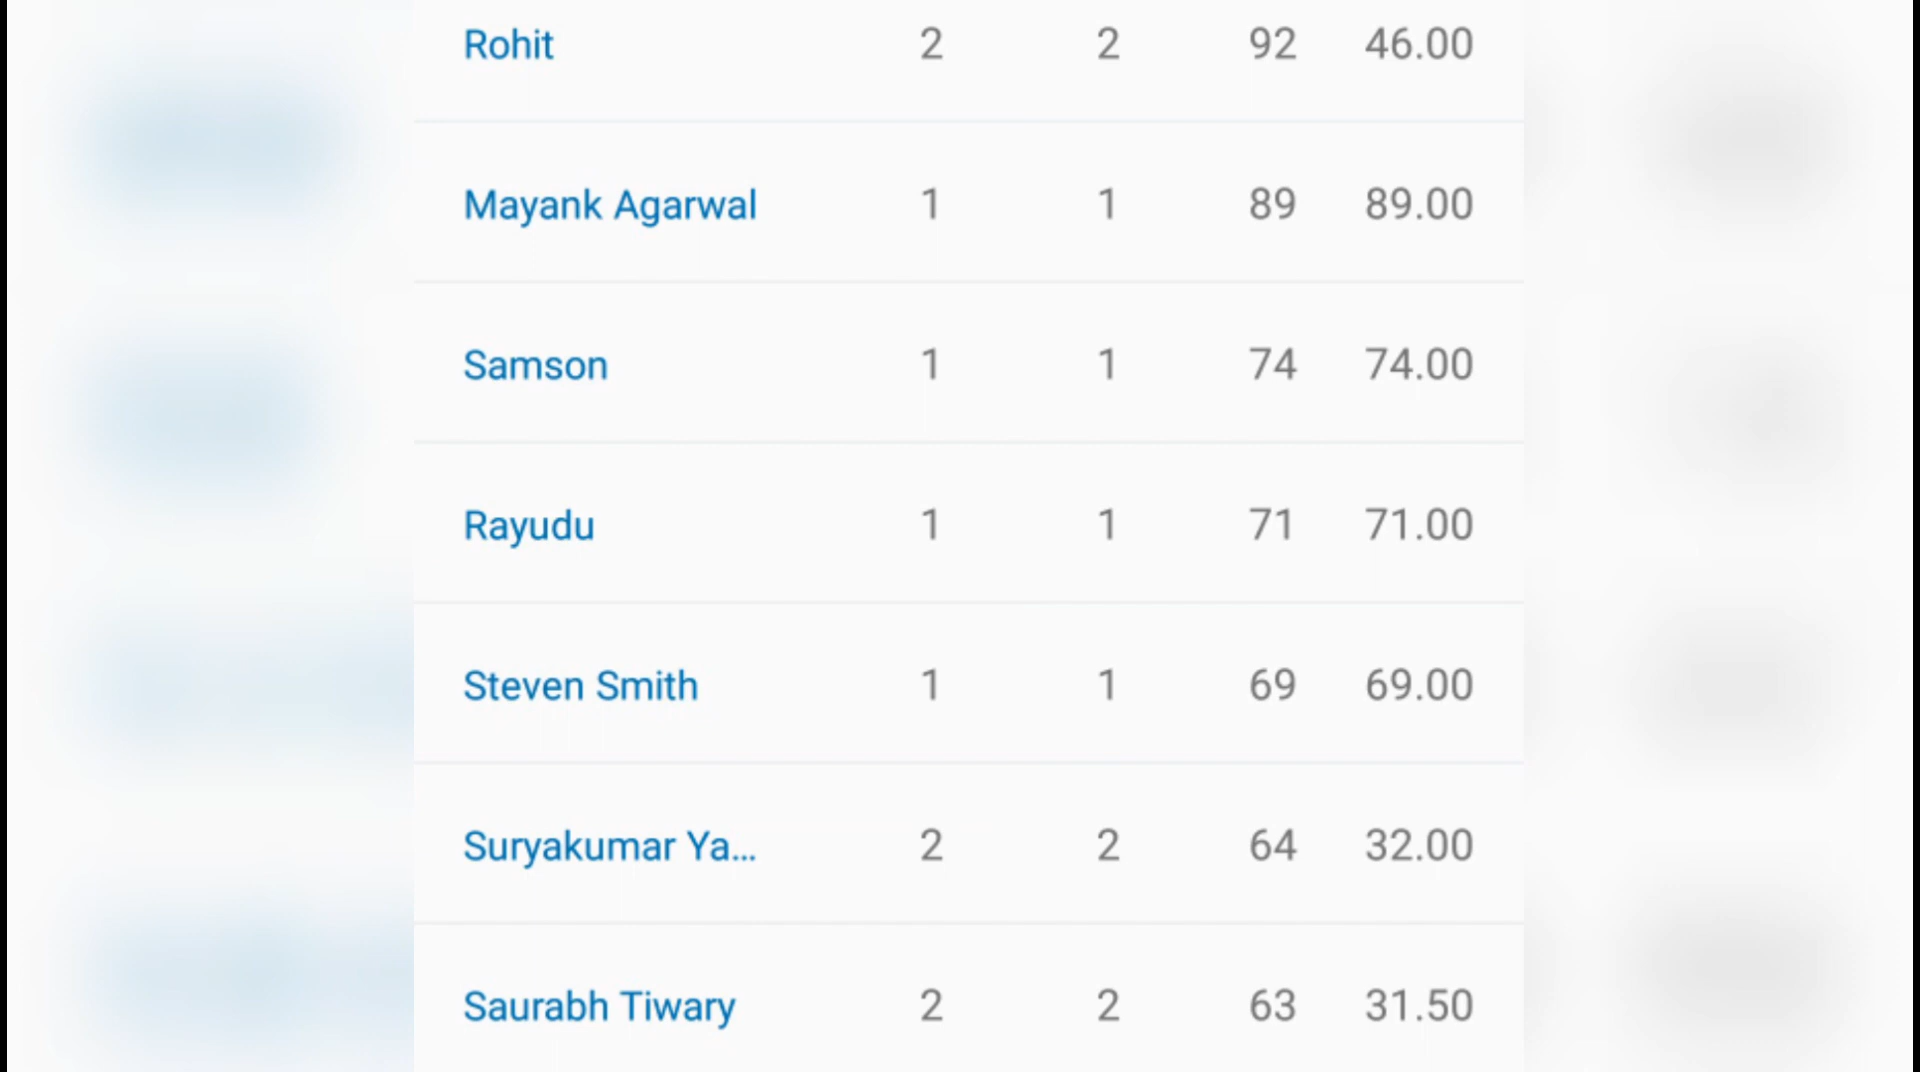 Rohit 2 2 92 46.00
Mayank Agarwal 1 1 89 89.00
Samson 1 1 74 74.00
Rayudu 1 1 71 71.00
Steven Smith 1 1 69 69.00
Suryakumar Ya... 2 2 64 32.00
Saurabh Tiwary 2 2 63 31.50